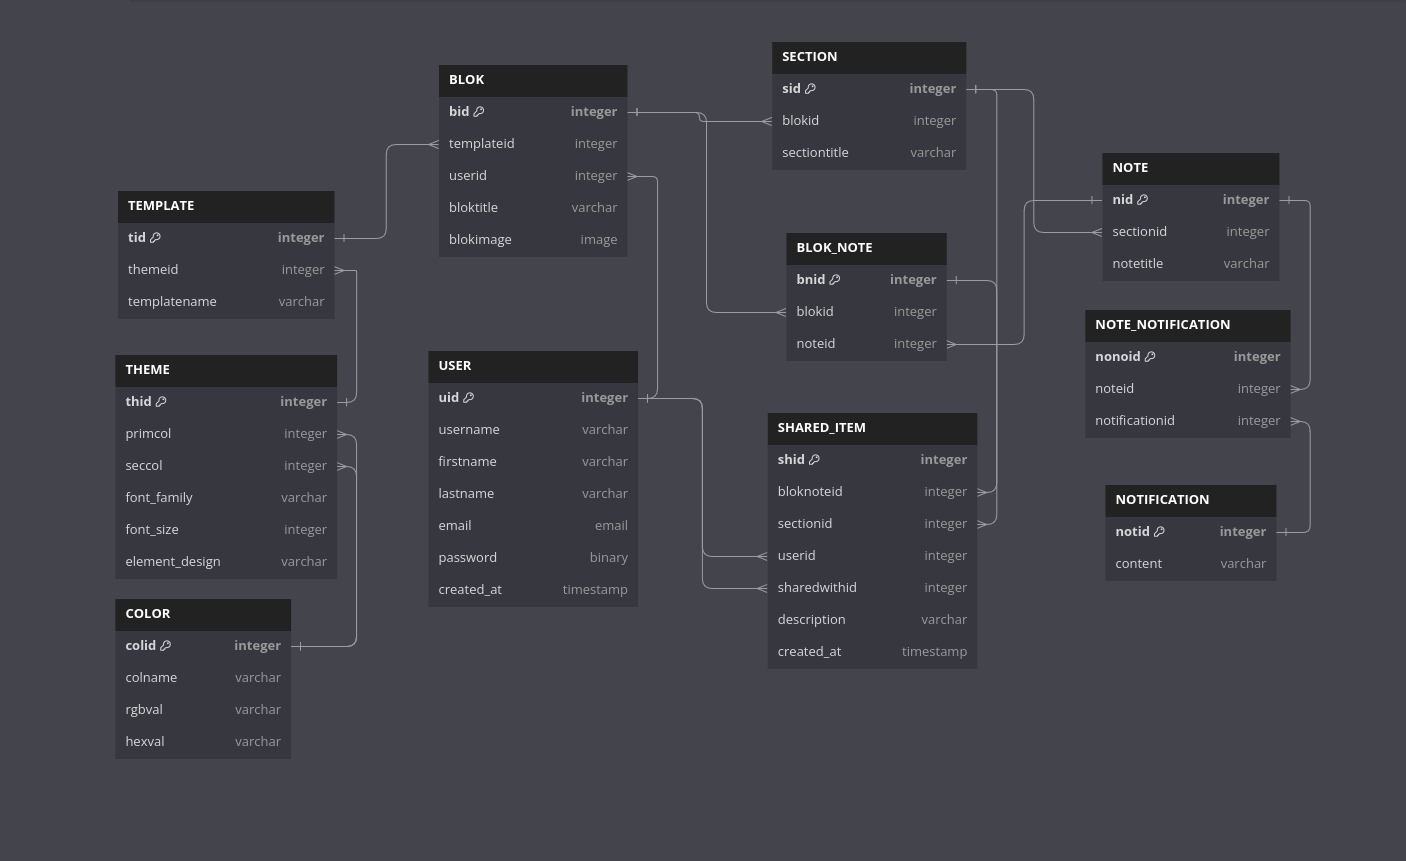 TEMPLATE
tid integer
themeid integer
templatename varchar
THEME
thid integer
primcol integer
seccol integer
font_family varchar
font_size integer
element_design varchar
COLOR
colid integer
colname varchar
rgbval varchar
hexval varchar
BLOK
bid integer
templateid integer
userid integer
bloktitle varchar
blokimage image
USER
uid integer
username varchar
firstname varchar
lastname varchar
email email
password binary
created_at timestamp
SECTION
sid integer
blokid integer
sectiontitle varchar
BLOK_NOTE
bnid integer
blokid integer
noteid integer
SHARED_ITEM
shid integer
bloknoteid integer
sectionid integer
userid integer
sharedwithid integer
description varchar
created_at timestamp
NOTE
nid integer
sectionid integer
notetitle varchar
NOTE_NOTIFICATION
nonoid integer
noteid integer
notificationid integer
NOTIFICATION
notid integer
content varchar